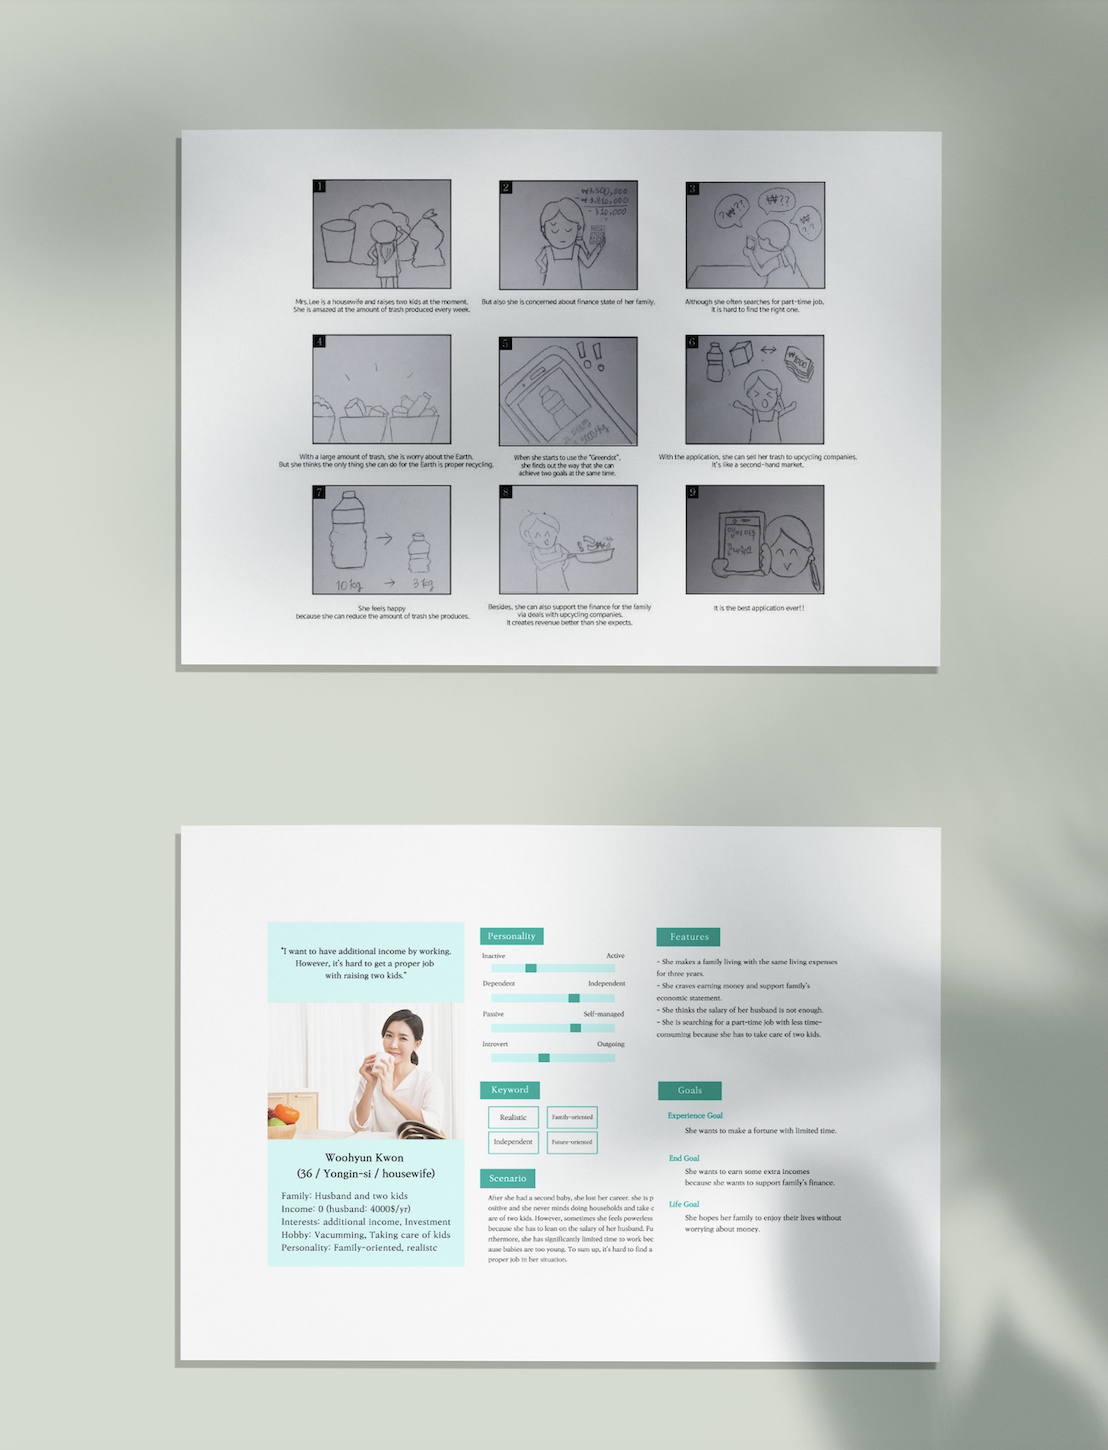 1
2
₩3,500,000
3
?₩??
₩??
₩
??
Mrs.Lee is a housewife and raises two kids at the moment.
She is amazed at the amount of trash produced every week.
But also she is concerned about finance state of her family.
Although she often searches for part-time job,
it is hard to find the right one.
4
5
6
₩1000
With a large amount of trash, she is worry about the Earth.
But she thinks the only thing she can do for the Earth is proper recycling.
When she starts to use the "Greendot",
she finds out the way that she can
achieve two goals at the same time.
With the application, she can sell her trash to upcycling companies.
It's like a second-hand market.
7
10kg
3kg
8
9
She feels happy
because she can reduce the amount of trash she produces.
Besides, she can also support the finance for the family
via deals with upcycling companies.
It creates revenue better than she expects.
It is the best application ever!!
"I want to have additional income by working.
However, it's hard to get a proper job
with raising two kids."
Woohyun Kwon
(36 / Yongin-si / housewife)
Family: Husband and two kids
Income: 0 (husband: 4000$/yr)
Interests: additional income, Investment
Hobby: Vacumming, Taking care of kids
Personality: Family-oriented, realistc
Personality
Inactive
Active
Dependent
Independent
Passive
Self-managed
Introvert
Outgoing
Keyword
Realistic
Family-oriented
Independent
Future-oriented
Scenario
After she had a second baby, she lost her career. she is p
ositive and she never minds doing households and take c
are of two kids. However, sometimes she feels powerless
because she has to lean on the salary of her husband. Fu
rthermore, she has significantly limited time to work bec
ause babies are too young. To sum up, it's hard to find a
proper job in her situation.
Features
- She makes a family living with the same living expenses
for three years.
- She craves earning money and support family's
economic statement.
- She thinks the salary of her husband is not enough.
- She is searching for a part-time job with less time-
consuming because she has to take care of two kids.
Goals
Experience Goal
She wants to make a fortune with limited time.
End Goal
She wants to earn some extra incomes
because she wants to support family's finance.
Life Goal
She hopes her family to enjoy their lives without
worrying about money.